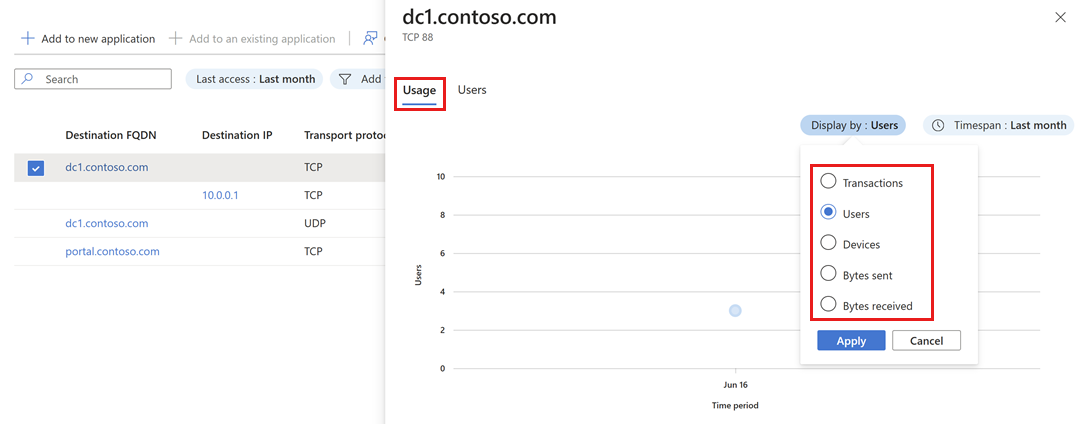 Add to new application
Add to an existing application
Search
Last access : Last month
Add
Destination FQDN
Destination IP
dc1.contoso.com
TCP
10.0.0.1
TCP
dc1.contoso.com
UDP
portal.contoso.com
TCP
dc1.contoso.com
TCP 88
Usage
Users
Display by : Users
Timespan : Last month
Transactions
Users
Devices
Bytes sent
Bytes received
Apply
Cancel
10
8
6
4
2
0
Users
Jun 16
Time period